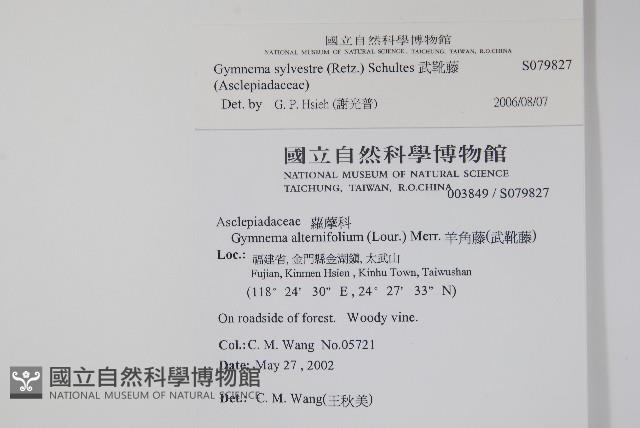 國立自然科學博物館
NATIONAL MUSEUM OF NATURAL SCIENCE, TAICHUNG, TAIWAN, R.O.CHINA
Gymnema sylvestre (Retz.) Schultes 武靴藤 S079827
(Asclepiadaceae)
Det. by G. P. Hsieh (謝光普) 2006/08/07
國立自然科學博物館
NATIONAL MUSEUM OF NATURAL SCIENCE
TAICHUNG, TAIWAN, R.O.CHINA
003849 / S079827
Asclepiadaceae 蘿藦科
Gymnema alternifolium (Lour.) Merr. 羊角藤(武靴藤)
Loc.: 福建省, 金門縣金湖鎮, 太武山
Fujian, Kinmen Hsien , Kinhu Town, Taiwushan
(118° 24' 30" E , 24° 27' 33" N)
On roadside of forest. Woody vine.
Col.: C. M. Wang No.05721
Date: May 27 , 2002
Det.: C. M. Wang(王秋美)
國立自然科學博物館
NATIONAL MUSEUM OF NATURAL SCIENCE